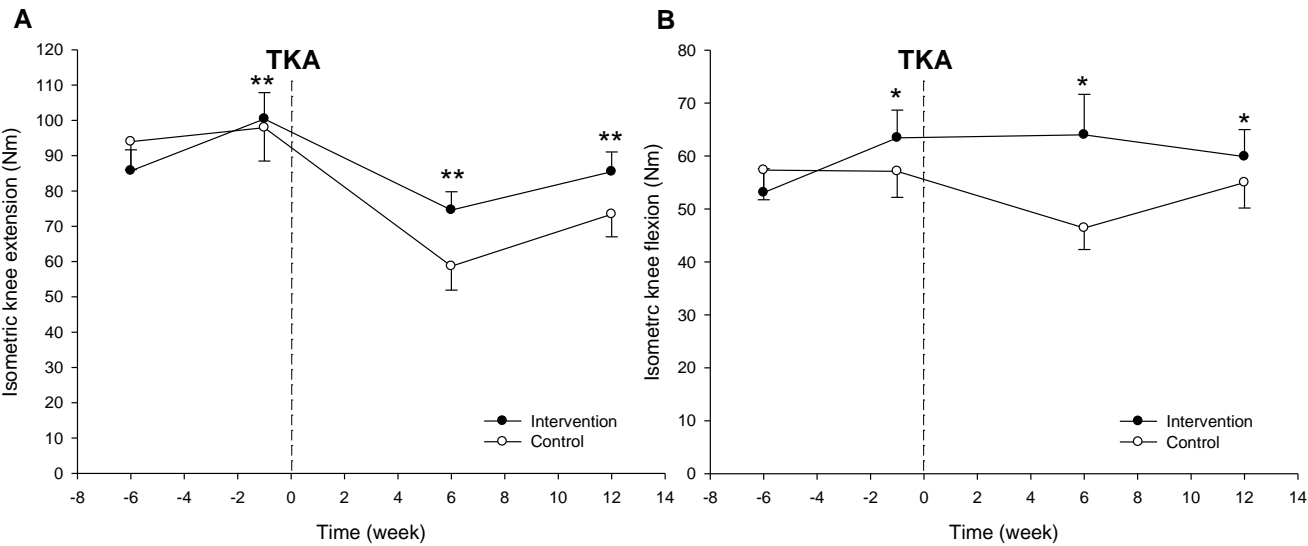 A
TKA
Isometric knee extension (Nm)
120
110
100
90
80
70
60
50
40
30
20
10
0
**
**
**
Intervention
Control
-8 -6 -4 -2 0 2 4 6 8 10 12 14
Time (week)
B
TKA
Isometrc knee flexion (Nm)
80
70
60
50
40
30
20
10
0
*
*
*
Intervention
Control
-8 -6 -4 -2 0 2 4 6 8 10 12 14
Time (week)